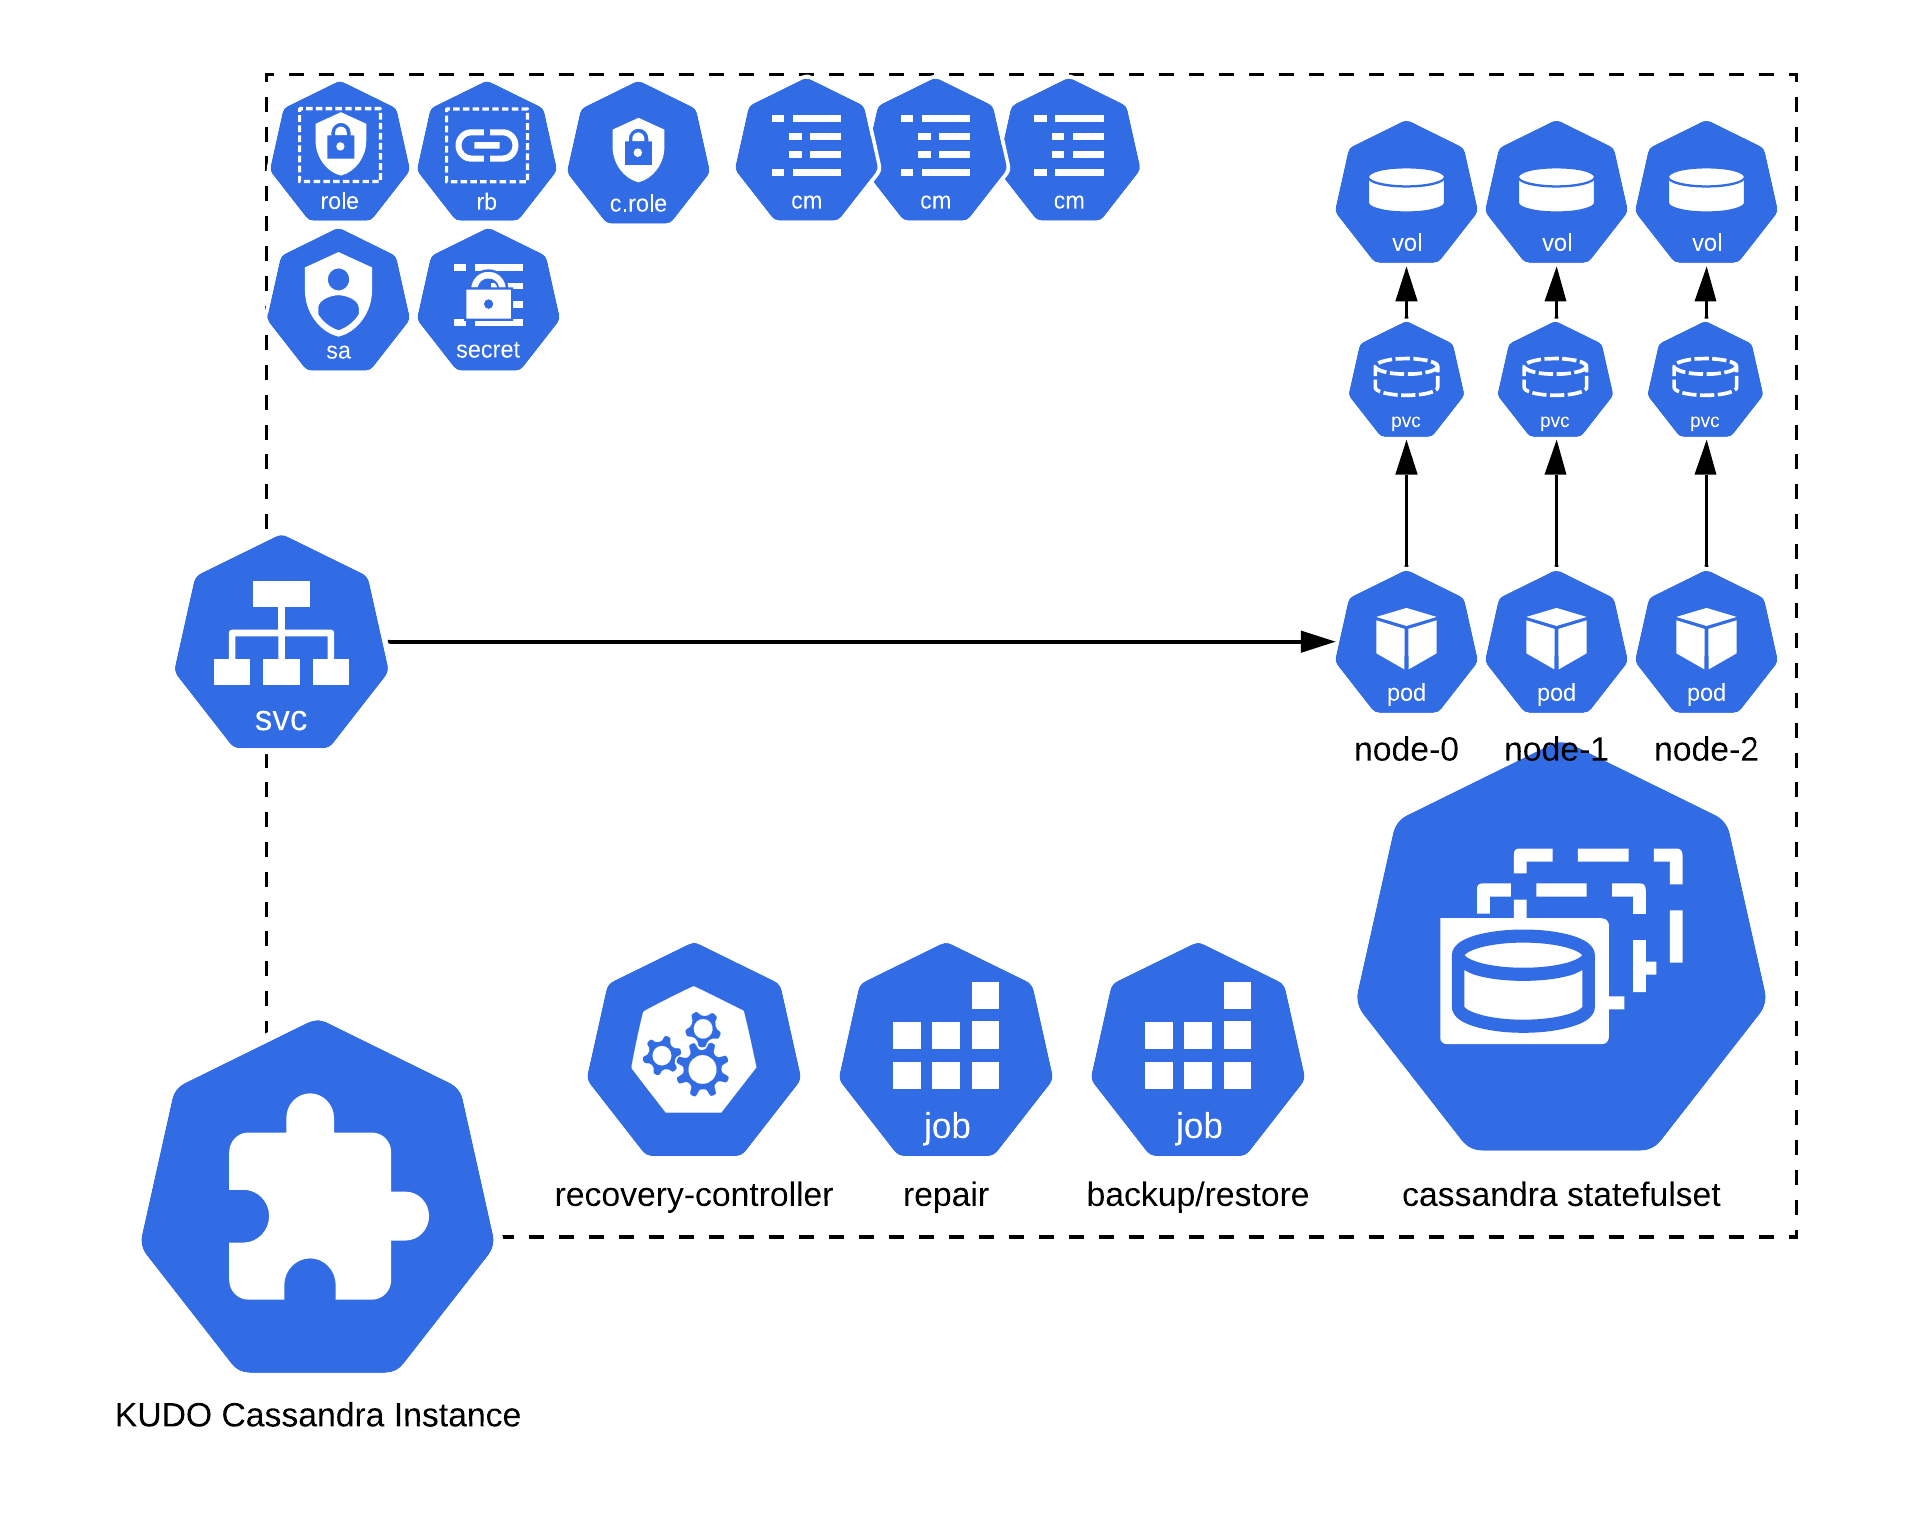 role
rb
c.role
cm
cm
cm
sa
secret
vol
vol
vol
pvc
pvc
pvc
svc
pod
pod
pod
node-0
node-1
node-2
job
job
recovery-controller
repair
backup/restore
cassandra statefulset
KUDO Cassandra Instance